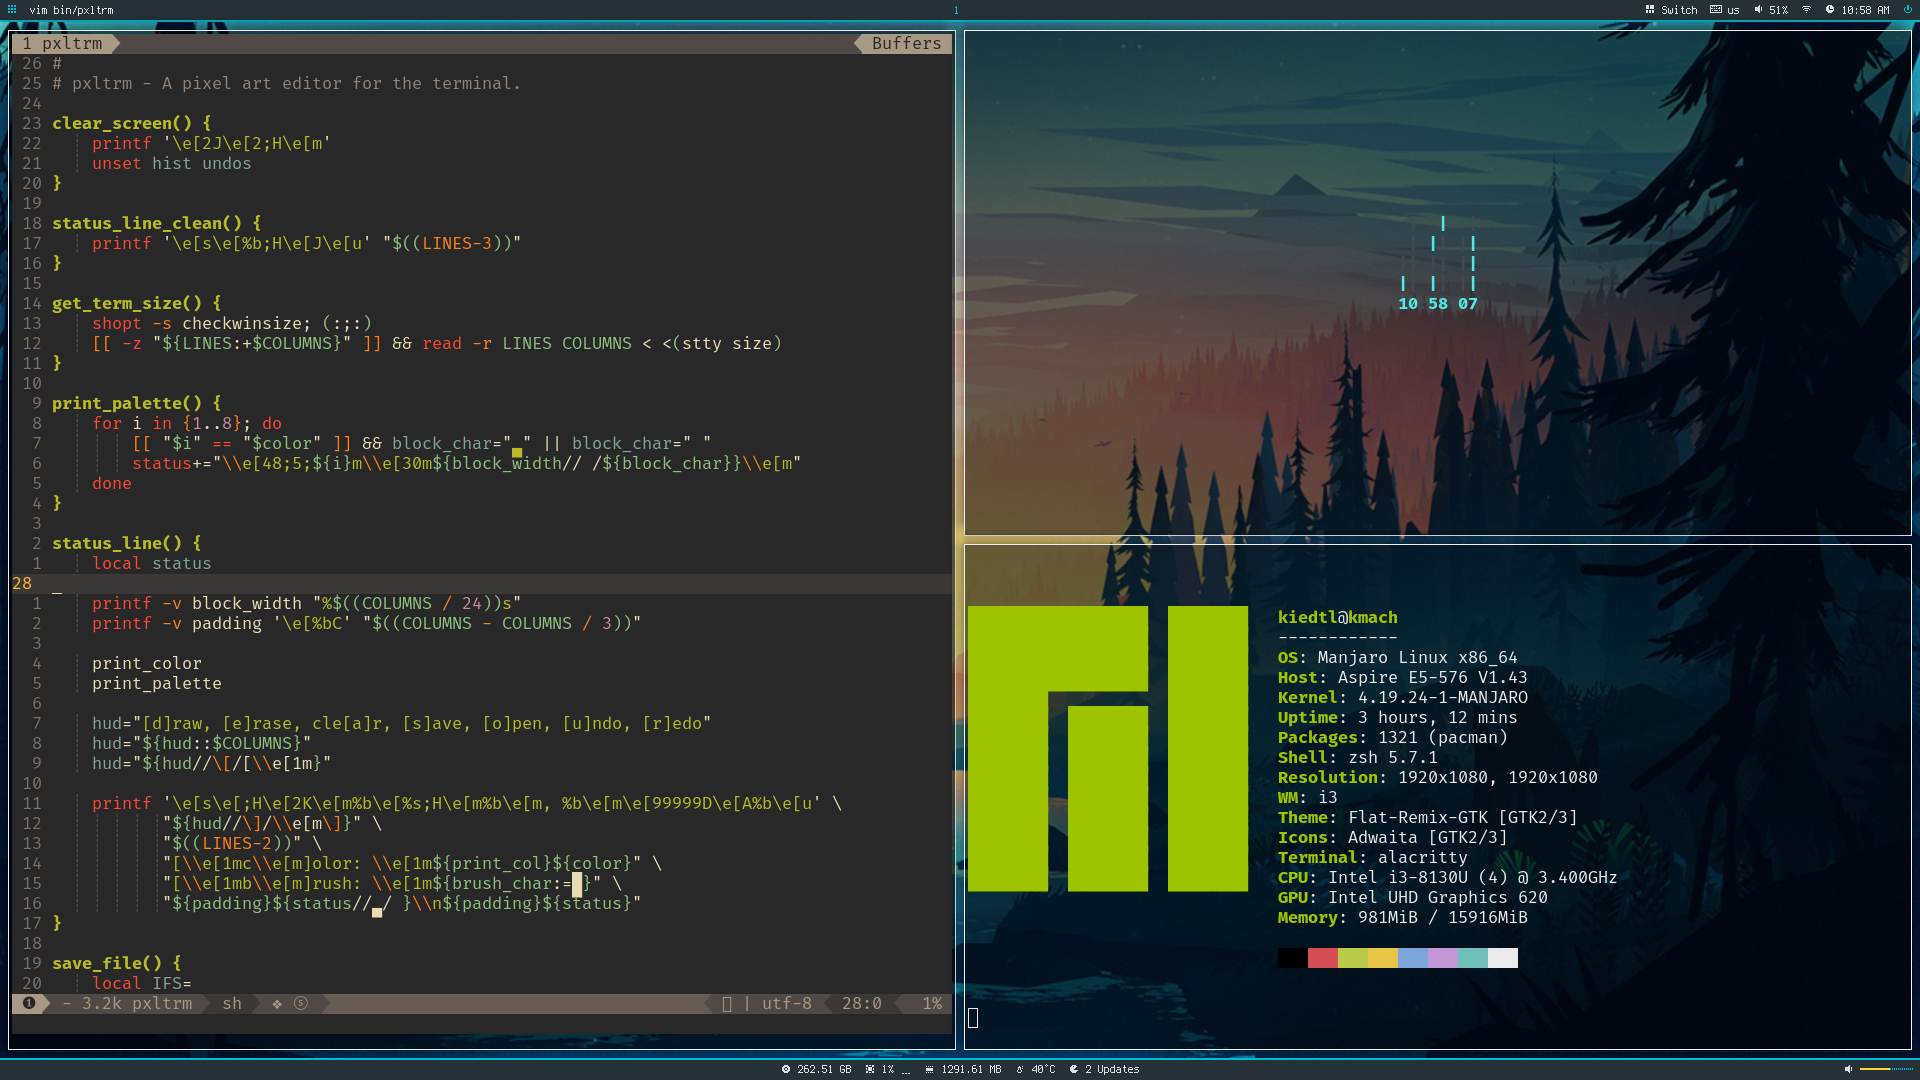 vim bin/pxltrm
1
Switch us 51% 10:58 AM
1 pxltrm Buffers
26 #
25 # pxltrm - A pixel art editor for the terminal.
24
23 clear_screen() {
22 printf '\e[2J\e[2;H\e[m'
21 unset hist undos
20 }
19
18 status_line_clean() {
17 printf '\e[s\e[%b;H\e[J\e[u' "$((LINES-3))"
16 }
15
14 get_term_size() {
13 shopt -s checkwinsize; (:;:)
12 [[ -z "${LINES:+$COLUMNS}" ]] && read -r LINES COLUMNS < <(stty size)
11 }
10
9 print_palette() {
8 for i in {1..8}; do
7 [[ "$i" == "$color" ]] && block_char="▃" || block_char=" "
6 status+="\\e[48;5;${i}m\\e[30m${block_width// /${block_char}}\\e[m"
5 done
4 }
3
2 status_line() {
1 local status
28
1 printf -v block_width "%$((COLUMNS / 24))s"
2 printf -v padding '\e[%bC' "$((COLUMNS - COLUMNS / 3))"
3
4 print_color
5 print_palette
6
7 hud="[d]raw, [e]rase, cle[a]r, [s]ave, [o]pen, [u]ndo, [r]edo"
8 hud="${hud::$COLUMNS}"
9 hud="${hud//\[/[\\e[1m}"
10
11 printf '\e[s\e[;H\e[2K\e[m%b\e[%s;H\e[m%b\e[m, %b\e[m\e[99999D\e[A%b\e[u' \
12 "${hud//\]/\\e[m\]}" \
13 "$((LINES-2))" \
14 "[\\e[1mc\\e[m]olor: \\e[1m${print_col}${color}" \
15 "[\\e[1mb\\e[m]rush: \\e[1m${brush_char:=█}" \
16 "${padding}${status//▃/ }\\n${padding}${status}"
17 }
18
19 save_file() {
20 local IFS=
❶ - 3.2k pxltrm sh ❖ Ⓢ | utf-8 28:0 1%
10 58 07
kiedtl@kmach
------------
OS: Manjaro Linux x86_64
Host: Aspire E5-576 V1.43
Kernel: 4.19.24-1-MANJARO
Uptime: 3 hours, 12 mins
Packages: 1321 (pacman)
Shell: zsh 5.7.1
Resolution: 1920x1080, 1920x1080
WM: i3
Theme: Flat-Remix-GTK [GTK2/3]
Icons: Adwaita [GTK2/3]
Terminal: alacritty
CPU: Intel i3-8130U (4) @ 3.400GHz
GPU: Intel UHD Graphics 620
Memory: 981MiB / 15916MiB
262.51 GB 1% 1291.61 MB 40°C 2 Updates